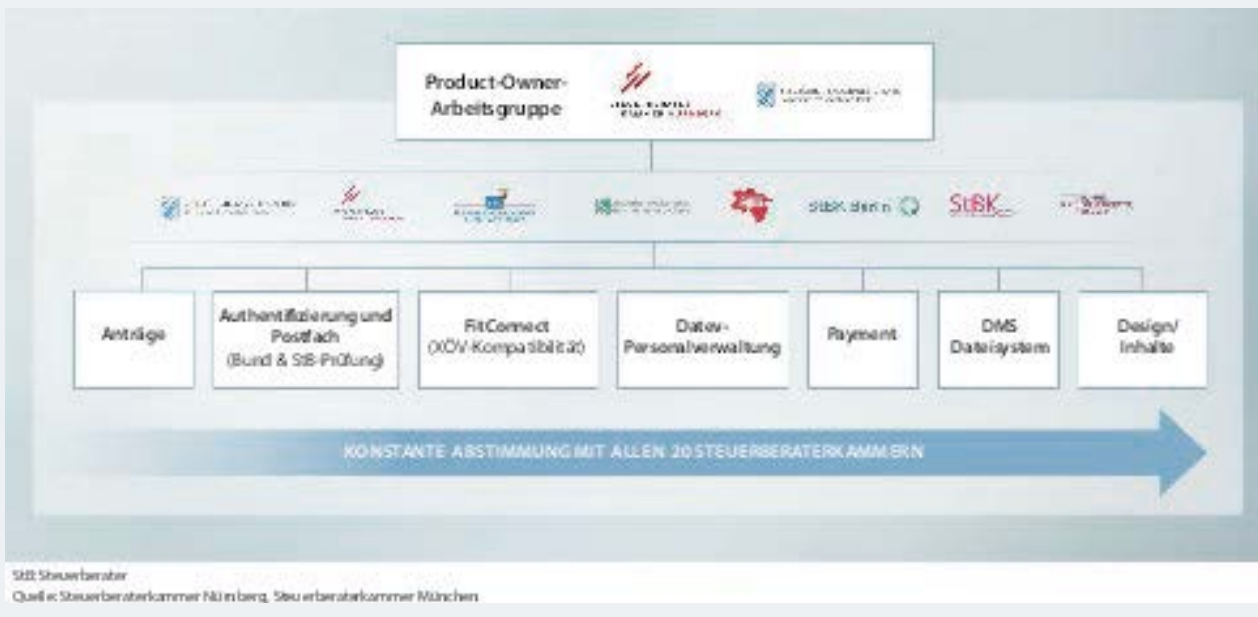 Product-Owner-
Arbeitsgruppe
StBK Berlin
StBK
Anträge
Authentifizierung und
Postfach
(Bund & StB-Prüfung)
FitConnect
(XÖV-Kompatibilität)
Datev-
Personalverwaltung
Payment
DMS
Dateisystem
Design/
Inhalte
KONSTANTE ABSTIMMUNG MIT ALLEN 20 STEUERBERATERKAMMERN
StB: Steuerberater
Quelle: Steuerberaterkammer Nürnberg, Steuerberaterkammer München